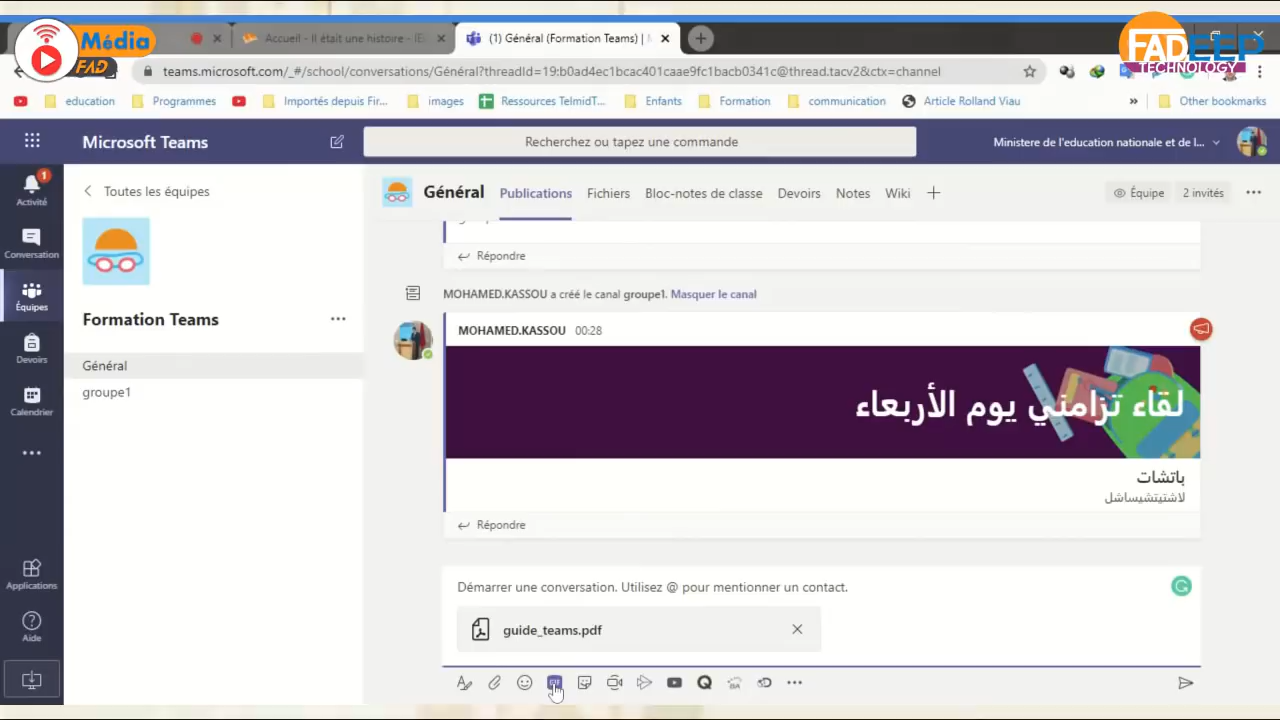 Média
FAD
Accueil - Il était une histoire - iEI
(1) Général (Formation Teams) |
FADEEP
TECHNOLOGY
teams.microsoft.com/_#/school/conversations/Général?threadId=19:b0ad4ec1bcac401caae9fc1bacb0341c@thread.tacv2&ctx=channel
education
Programmes
Importés depuis Fir...
images
Ressources TelmidT...
Enfants
Formation
communication
Article Rolland Viau
»
Other bookmarks
Microsoft Teams
Recherchez ou tapez une commande
Ministere de l'education nationale et de l...
1
Activité
Conversation
Équipes
Devoirs
Calendrier
Applications
Aide
Toutes les équipes
Formation Teams
Général
groupe1
Général
Publications
Fichiers
Bloc-notes de classe
Devoirs
Notes
Wiki
Équipe
2 invités
Répondre
MOHAMED.KASSOU a créé le canal groupe1. Masquer le canal
MOHAMED.KASSOU 00:28
لقاء تزامني يوم الأربعاء
باتشات
لاشتيتشيساشل
Répondre
Démarrer une conversation. Utilisez @ pour mentionner un contact.
guide_teams.pdf